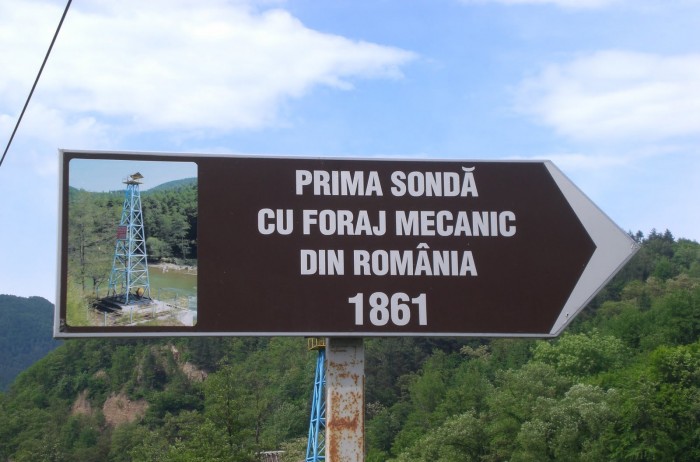 PRIMA SONDĂ
CU FORAJ MECANIC
DIN ROMÂNIA
1861